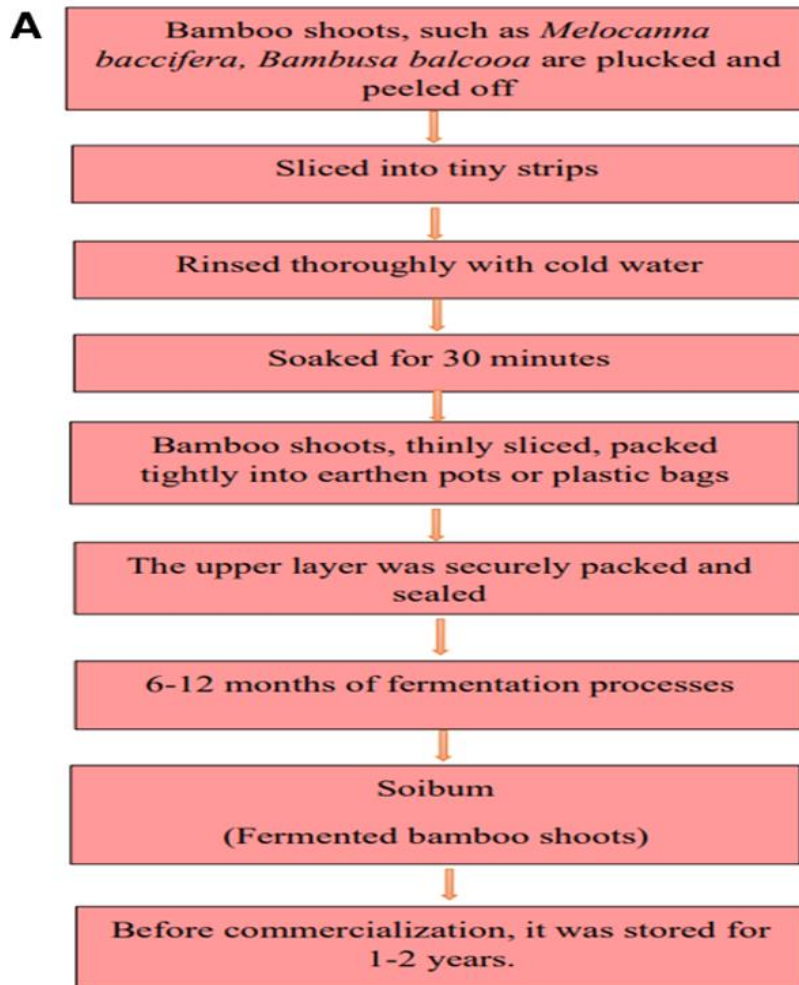 A
Bamboo shoots, such as Melocanna
baccifera, Bambusa balcooa are plucked and
peeled off
Sliced into tiny strips
Rinsed thoroughly with cold water
Soaked for 30 minutes
Bamboo shoots, thinly sliced, packed
tightly into earthen pots or plastic bags
The upper layer was securely packed and
sealed
6-12 months of fermentation processes
Soibum
(Fermented bamboo shoots)
Before commercialization, it was stored for
1-2 years.